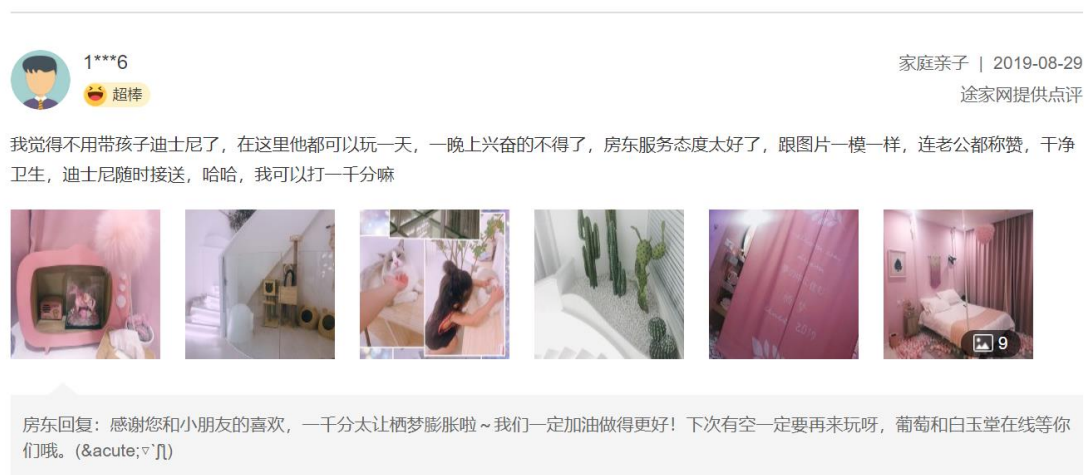 1***6
家庭亲子 | 2019-08-29
超棒
途家网提供点评
我觉得不用带孩子迪士尼了，在这里他都可以玩一天，一晚上兴奋的不得了，房东服务态度太好了，跟图片一模一样，连老公都称赞，干净
卫生，迪士尼随时接送，哈哈，我可以打一千分嘛
2019
9
房东回复：感谢您和小朋友的喜欢，一千分太让栖梦膨胀啦～我们一定加油做得更好！下次有空一定要再来玩呀，葡萄和白玉堂在线等你
们哦。(&acute;▿`ʃƪ)